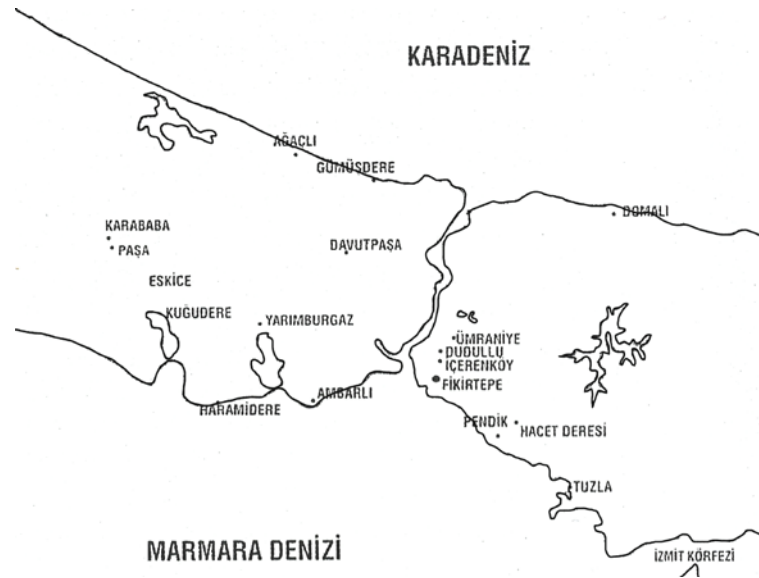 KARADENİZ
AĞAÇLI
GÜMÜŞDERE
DOMALI
KARABABA
PAŞA
DAVUTPAŞA
ESKİCE
KUĞUDERE
YARIMBURGAZ
ÜMRANİYE
DUDULLU
İÇERENKÖY
FİKİRTEPE
AMBARLI
HARAMİDERE
PENDİK
HACET DERESİ
TUZLA
MARMARA DENİZİ
İZMİT KÖRFEZİ